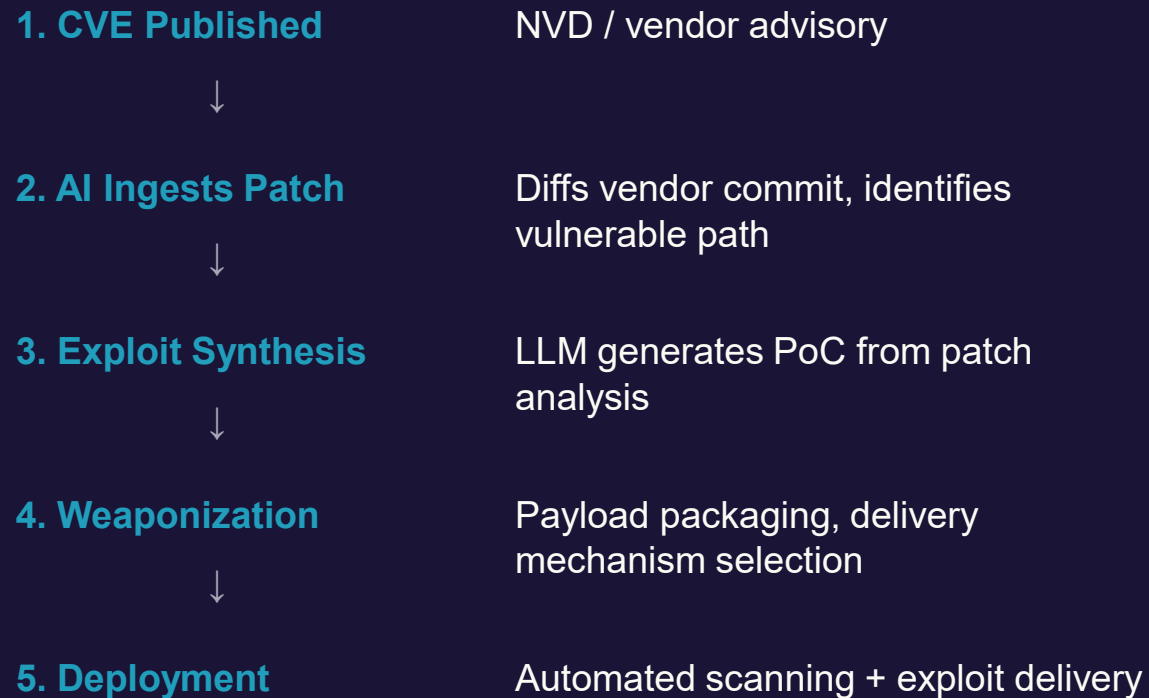 1. CVE Published NVD / vendor advisory
↓
2. AI Ingests Patch Diffs vendor commit, identifies
vulnerable path
↓
3. Exploit Synthesis LLM generates PoC from patch
analysis
↓
4. Weaponization Payload packaging, delivery
mechanism selection
↓
5. Deployment Automated scanning + exploit delivery